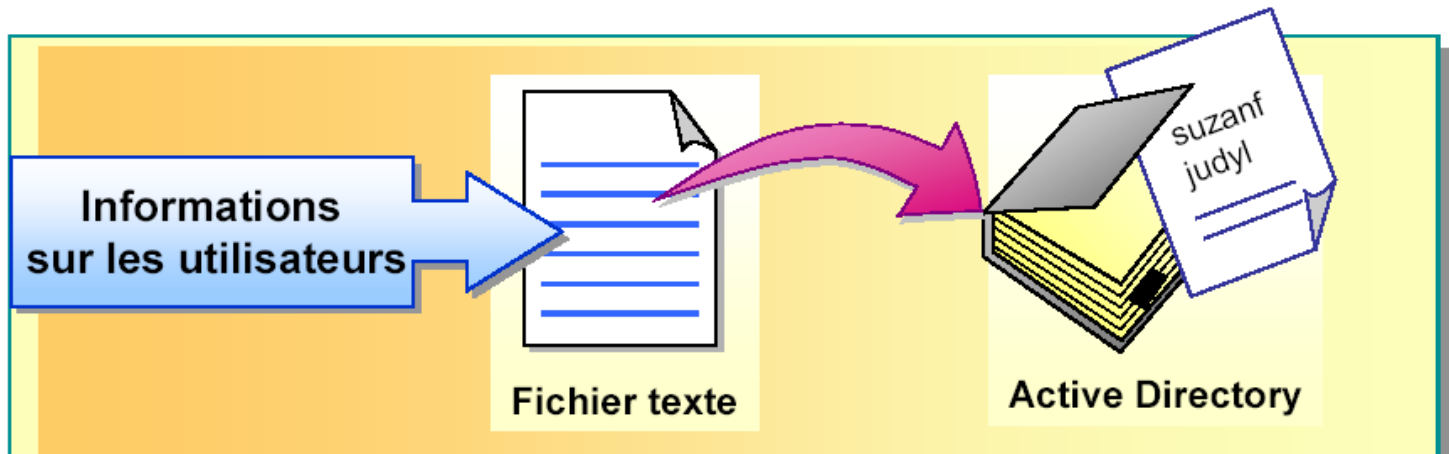 Informations
sur les utilisateurs
Fichier texte
suzanf
judyl
Active Directory